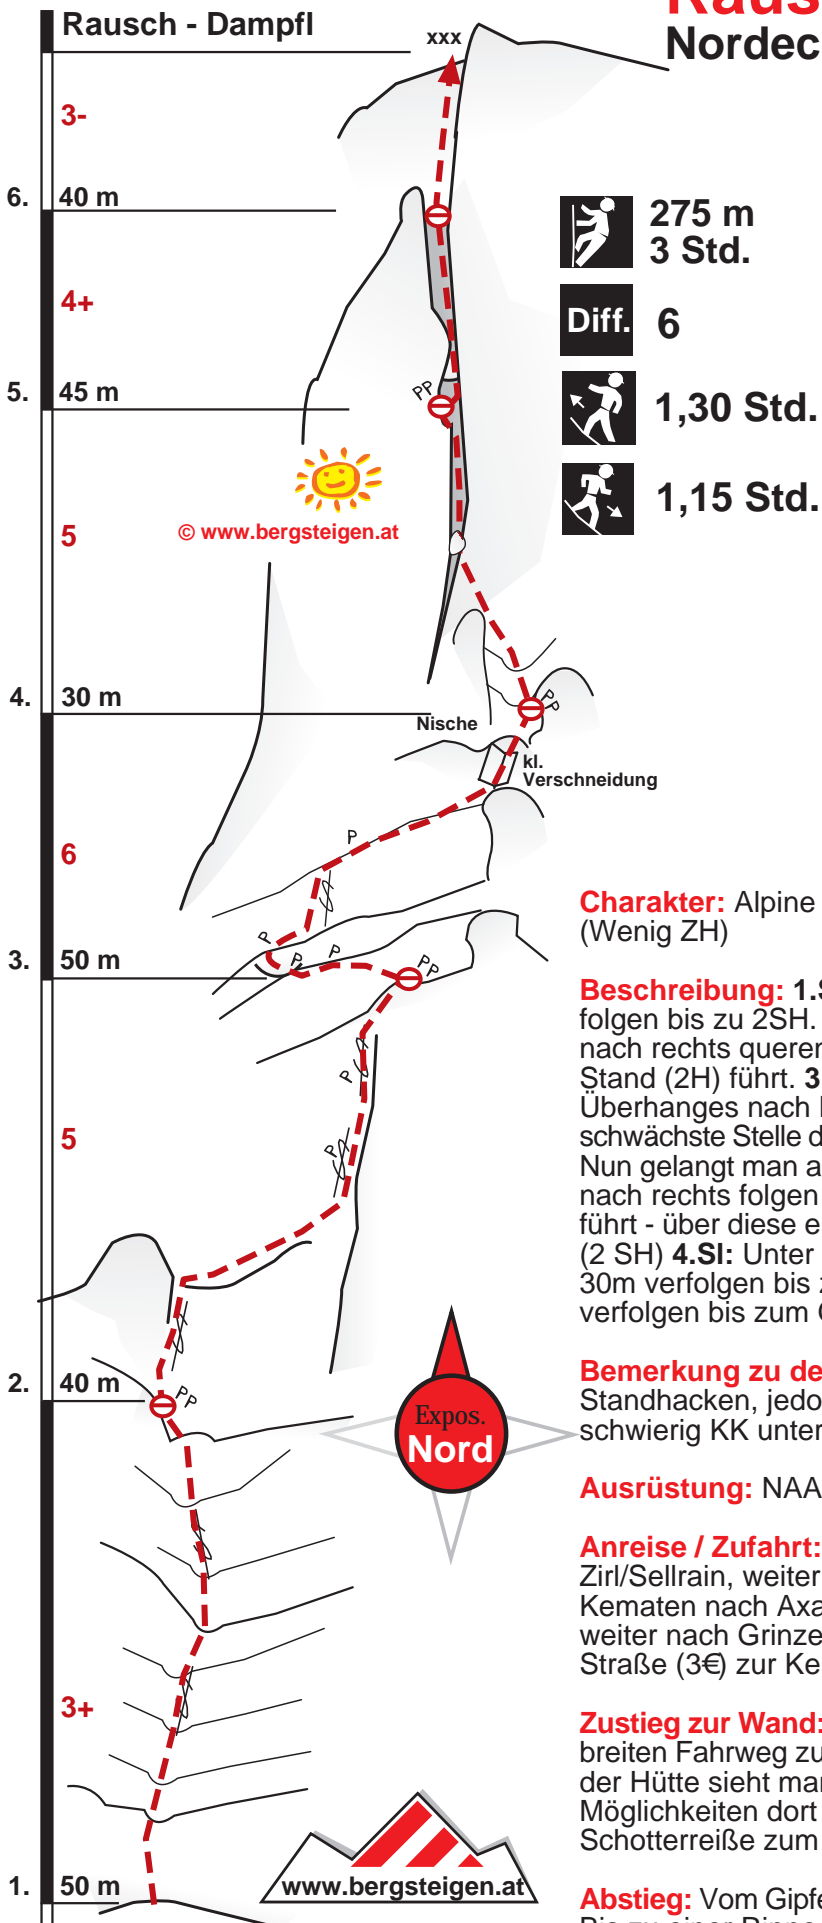 Rausch - Dampfl
xxx
Raus
Nordec
3-
6. 40 m
275 m
3 Std.
4+
Diff. 6
5. 45 m
PP
1,30 Std.
1,15 Std.
5
© www.bergsteigen.at
4. 30 m
PP
Nische
kl.
Verschneidung
P
6
P
P
P
PP
3. 50 m
P
P
5
Charakter: Alpine
(Wenig ZH)
Beschreibung: 1.S
folgen bis zu 2SH.
nach rechts querer
Stand (2H) führt. 3
Überhanges nach
schwächste Stelle d
Nun gelangt man a
nach rechts folgen
führt - über diese e
(2 SH) 4.Sl: Unter
30m verfolgen bis z
verfolgen bis zum
2. 40 m
PP
Expos.
Nord
Bemerkung zu de
Standhacken, jedo
schwierig KK unter
Ausrüstung: NAA
Anreise / Zufahrt:
Zirl/Sellrain, weiter
Kematen nach Axa
weiter nach Grinze
Straße (3€) zur Ke
3+
Zustieg zur Wand:
breiten Fahrweg zu
der Hütte sieht mar
Möglichkeiten dort
Schotterreiße zum
www.bergsteigen.at
1. 50 m
Abstieg: Vom Gipfe